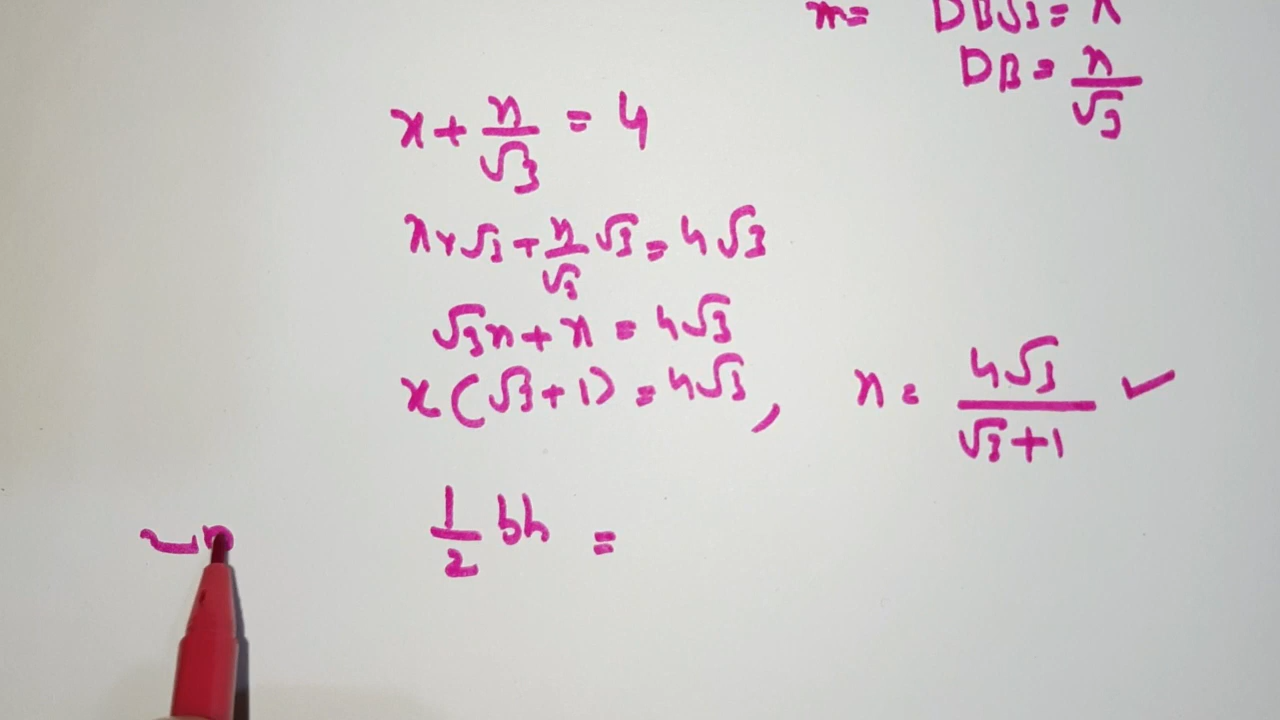 DB√3 = x
DB = x/√3
x + x/√3 = 4
x×√3 + x/√3 √3 = 4√3
√3x + x = 4√3
x(√3+1) = 4√3, x = 4√3/√3+1 ✓
1/2 bh =